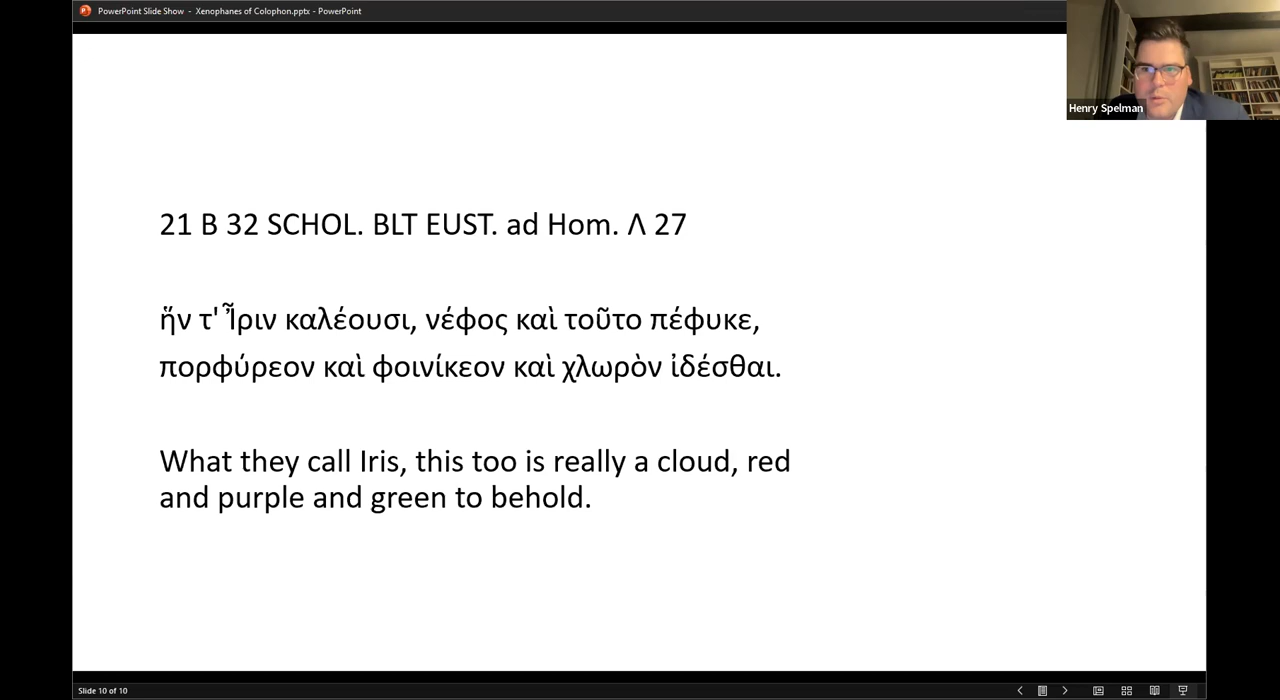 PowerPoint Slide Show - Xenophanes of Colophon.pptx - PowerPoint
Henry Spelman
21 B 32 SCHOL. BLT EUST. ad Hom. Λ 27
ἥν τ' Ἶριν καλέουσι, νέφος καὶ τοῦτο πέφυκε,
πορφύρεον καὶ φοινίκεον καὶ χλωρὸν ἰδέσθαι.
What they call Iris, this too is really a cloud, red
and purple and green to behold.
Slide 10 of 10